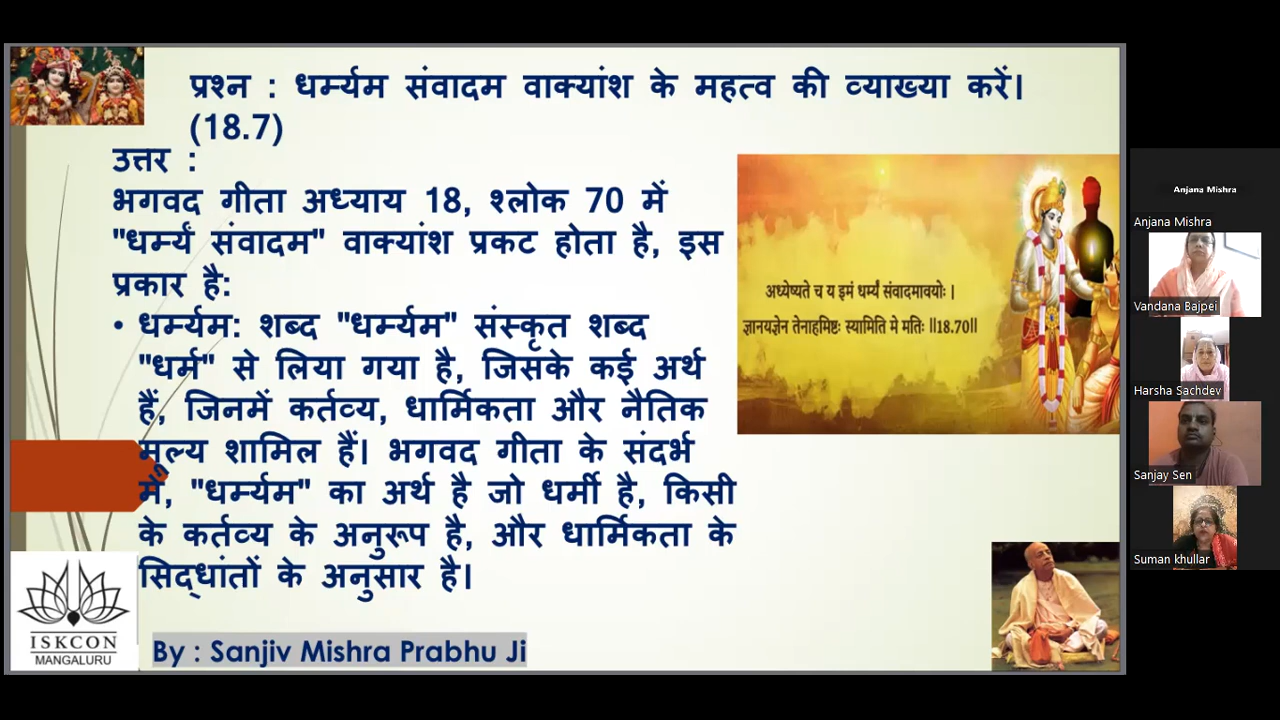 प्रश्न : धर्म्यम संवादम वाक्यांश के महत्व की व्याख्या करें।
(18.7)
उत्तर :
भगवद गीता अध्याय 18, श्लोक 70 में
"धर्म्यं संवादम" वाक्यांश प्रकट होता है, इस
प्रकार है:
• धर्म्यम: शब्द "धर्म्यम" संस्कृत शब्द
"धर्म" से लिया गया है, जिसके कई अर्थ
हैं, जिनमें कर्तव्य, धार्मिकता और नैतिक
मूल्य शामिल हैं। भगवद गीता के संदर्भ
में, "धर्म्यम" का अर्थ है जो धर्मी है, किसी
के कर्तव्य के अनुरूप है, और धार्मिकता के
सिद्धांतों के अनुसार है।
अध्येष्यते च य इमं धर्म्यं संवादमावयोः |
ज्ञानयज्ञेन तेनाहमिष्टः स्यामिति मे मतिः ||18.70||
ISKCON
MANGALURU
By : Sanjiv Mishra Prabhu Ji
Anjana Mishra
Anjana Mishra
Vandana Bajpei
Harsha Sachdev
Sanjay Sen
Suman khullar